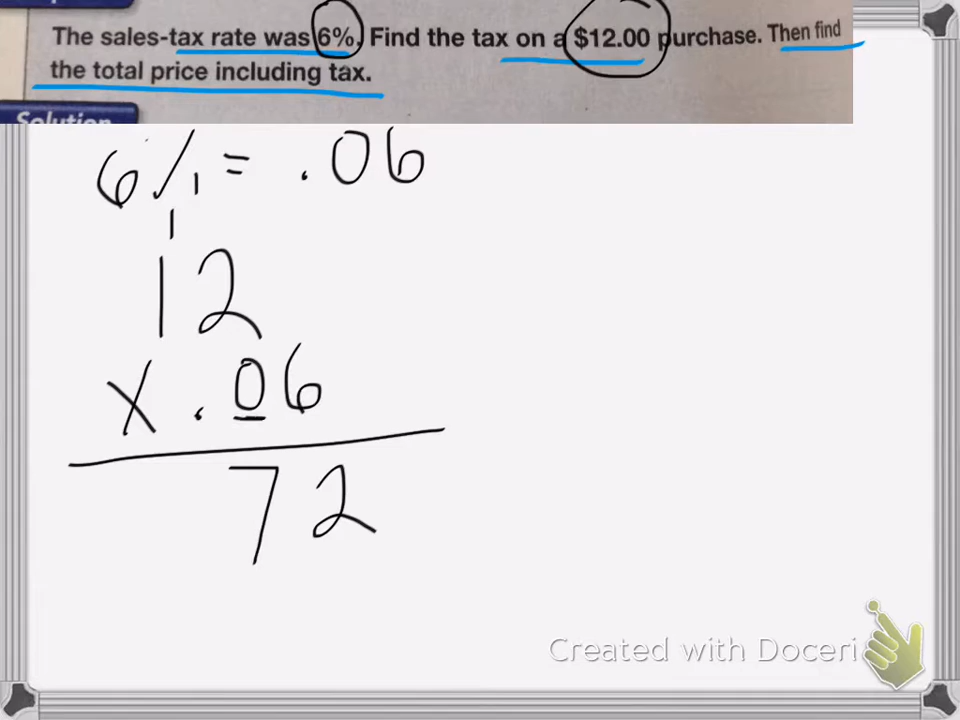 The sales-tax rate was 6%. Find the tax on a $12.00 purchase. Then find
the total price including tax.
Solution
6% = .06
1
12
x .06
72
Created with Doceri